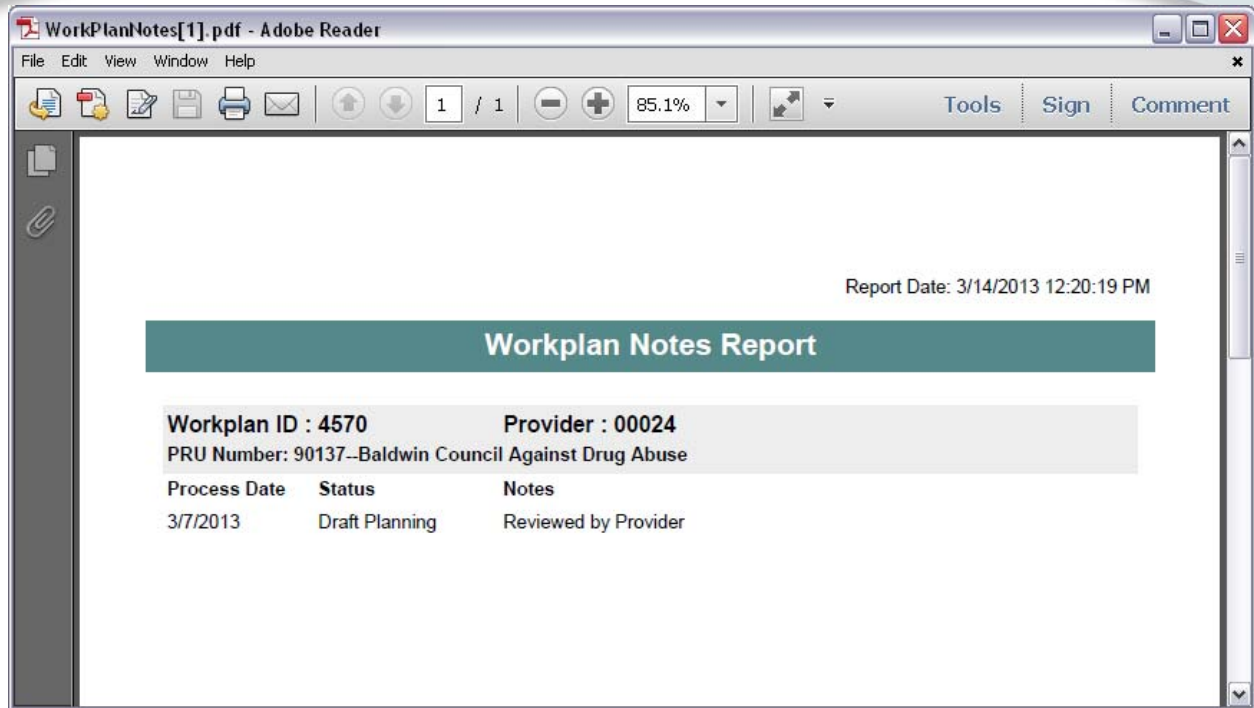 WorkPlanNotes[1].pdf - Adobe Reader
File Edit View Window Help
1 / 1 85.1% Tools Sign Comment
Report Date: 3/14/2013 12:20:19 PM
Workplan Notes Report
Workplan ID : 4570 Provider : 00024
PRU Number: 90137--Baldwin Council Against Drug Abuse
Process Date Status Notes
3/7/2013 Draft Planning Reviewed by Provider